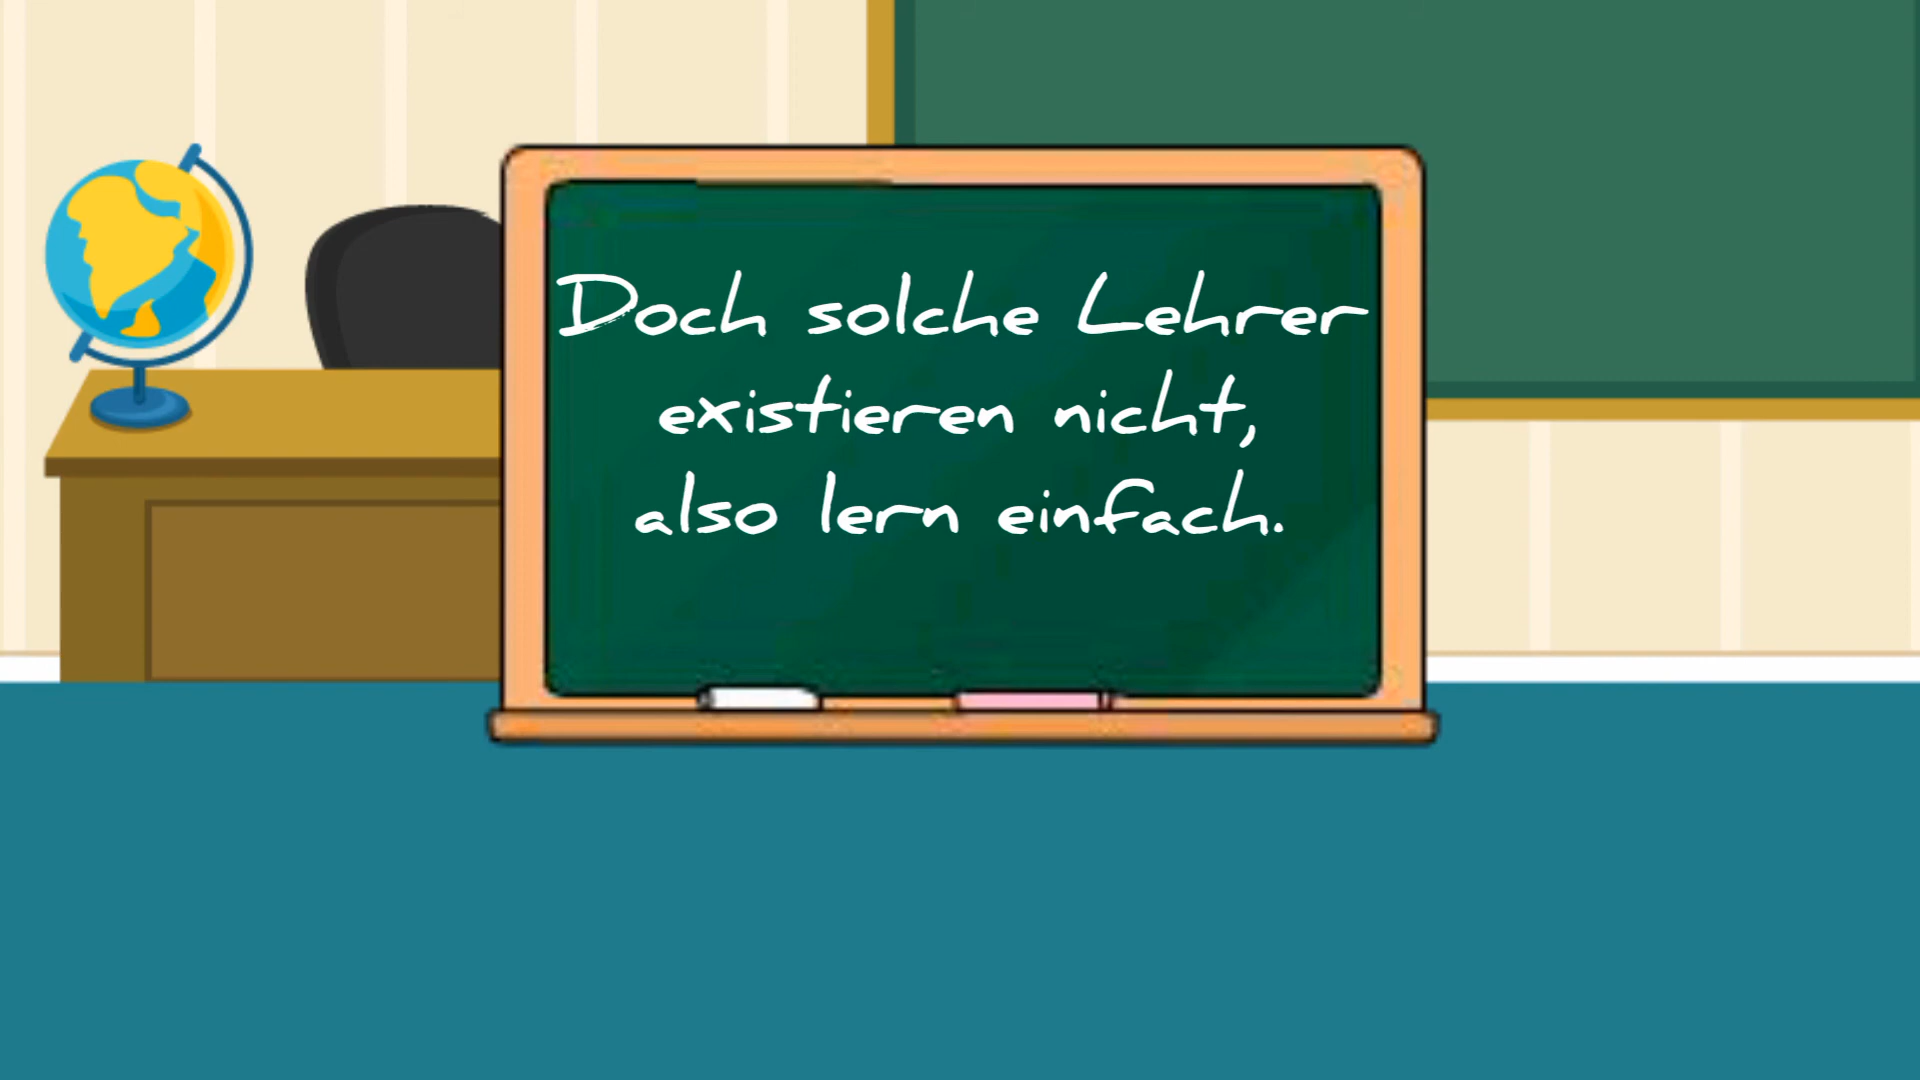 Doch solche Lehrer
existieren nicht,
also lern einfach.